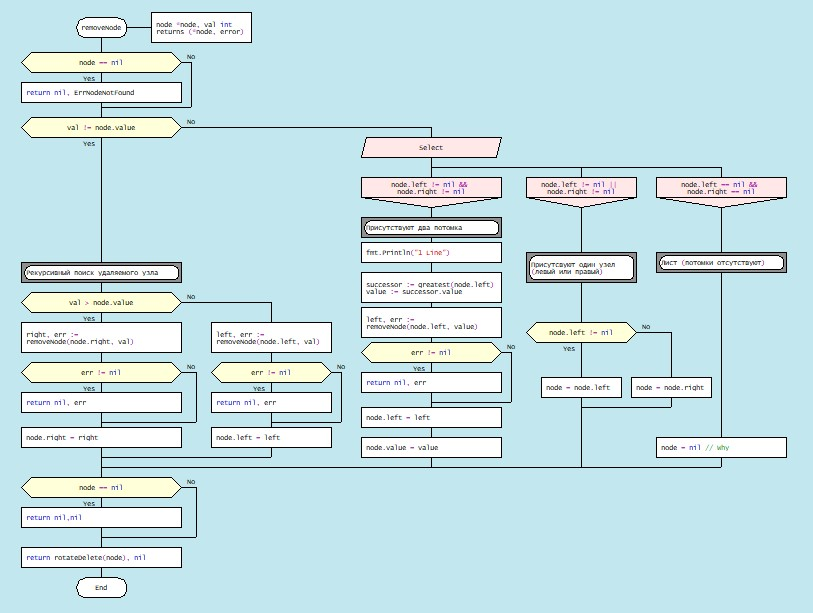 removeNode
node *node, val int
returns (*node, error)
node == nil
No
Yes
return nil, ErrNodeNotFound
val != node.value
No
Yes
Select
node.left != nil &&
node.right != nil
node.left != nil ||
node.right != nil
node.left == nil &&
node.right == nil
Присутствуют два потомка
fmt.Println("I Line")
Рекурсивный поиск удаляемого узла
Присутсвуют один узел
(левый или правый)
Лист (потомки отсутствуют)
successor := greatest(node.left)
value := successor.value
val > node.value
No
Yes
right, err :=
removeNode(node.right, val)
left, err :=
removeNode(node.left, val)
left, err :=
removeNode(node.left, value)
node.left != nil
No
Yes
err != nil
No
Yes
err != nil
No
Yes
err != nil
No
Yes
return nil, err
return nil, err
return nil, err
node = node.left
node = node.right
node.right = right
node.left = left
node.left = left
node.value = value
node = nil // Why
node == nil
No
Yes
return nil,nil
return rotateDelete(node), nil
End